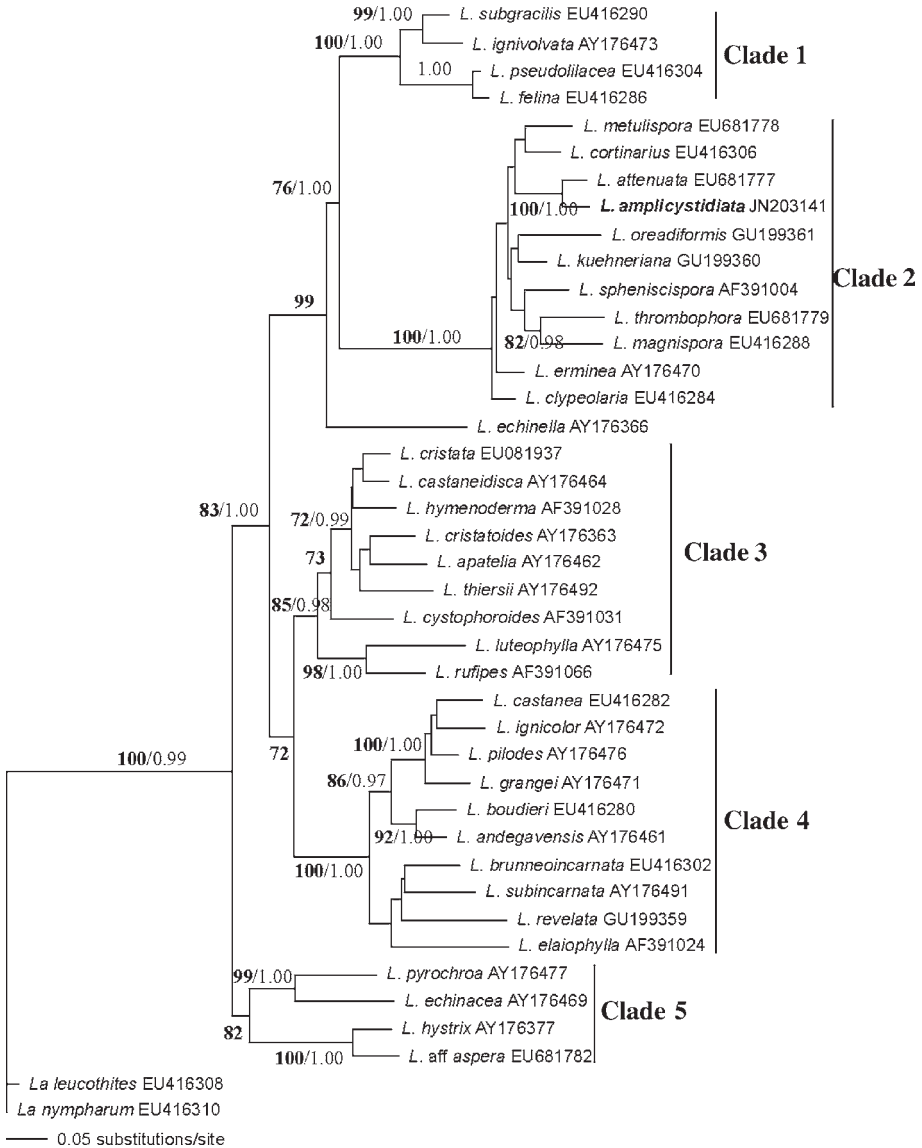 99/1.00
L. subgracilis EU416290
100/1.00
L. ignivolvata AY176473
Clade 1
1.00
L. pseudolilacea EU416304
L. felina EU416286
L. metulispora EU681778
L. cortinarius EU416306
76/1.00
L. attenuata EU681777
100/1.00
L. amplicystidiata JN203141
L. oreadiformis GU199361
L. kuehneriana GU199360
Clade 2
L. spheniscispora AF391004
99
L. thrombophora EU681779
100/1.00
82/0.98
L. magnispora EU416288
L. erminea AY176470
L. clypeolaria EU416284
L. echinella AY176366
L. cristata EU081937
L. castaneidisca AY176464
83/1.00
L. hymenoderma AF391028
72/0.99
L. cristatoides AY176363
Clade 3
73
L. apatelia AY176462
L. thiersii AY176492
85/0.98
L. cystophoroides AF391031
L. luteophylla AY176475
98/1.00
L. rufipes AF391066
L. castanea EU416282
L. ignicolor AY176472
100/1.00
72
L. pilodes AY176476
100/0.99
86/0.97
L. grangei AY176471
L. boudieri EU416280
Clade 4
92/1.00
L. andegavensis AY176461
100/1.00
L. brunneoincarnata EU416302
L. subincarnata AY176491
L. revelata GU199359
L. elaiophylla AF391024
99/1.00
L. pyrochroa AY176477
L. echinacea AY176469
Clade 5
82
L. hystrix AY176377
100/1.00
L. aff aspera EU681782
La leucothites EU416308
La nympharum EU416310
0.05 substitutions/site